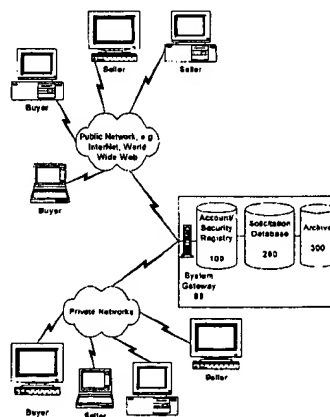 Seller
Seller
Buyer
Public Network, e.g
InterNet, World
Wide Web
Buyer
Account/
Security
Registry
100
Solicitation
Database
200
Archive
300
System
Gateway
Private Networks
Seller
Buyer
Seller